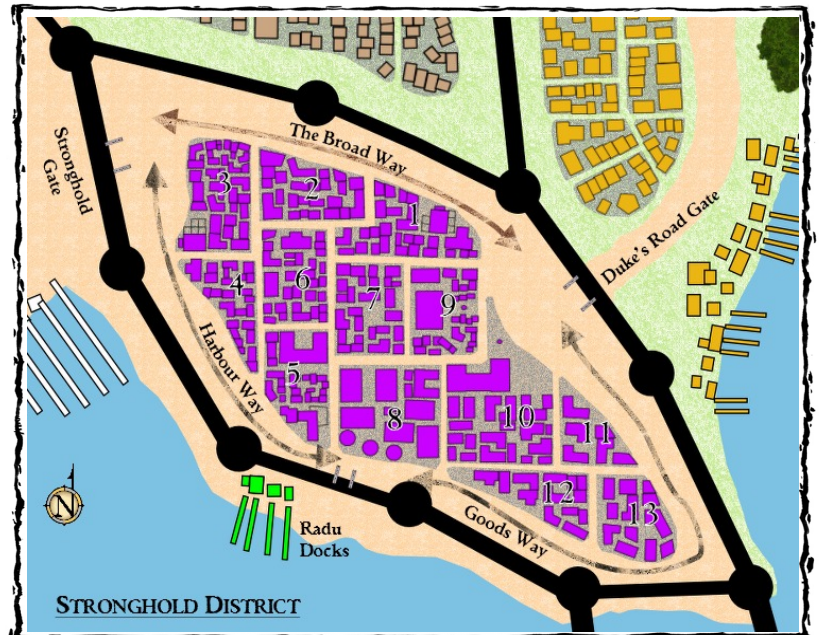 The Broad Way
Stronghold
Gate
3
2
1
Duke's Road Gate
4
6
7
9
Harbour Way
5
8
10
11
12
13
Goods Way
N
Radu
Docks
STRONGHOLD DISTRICT